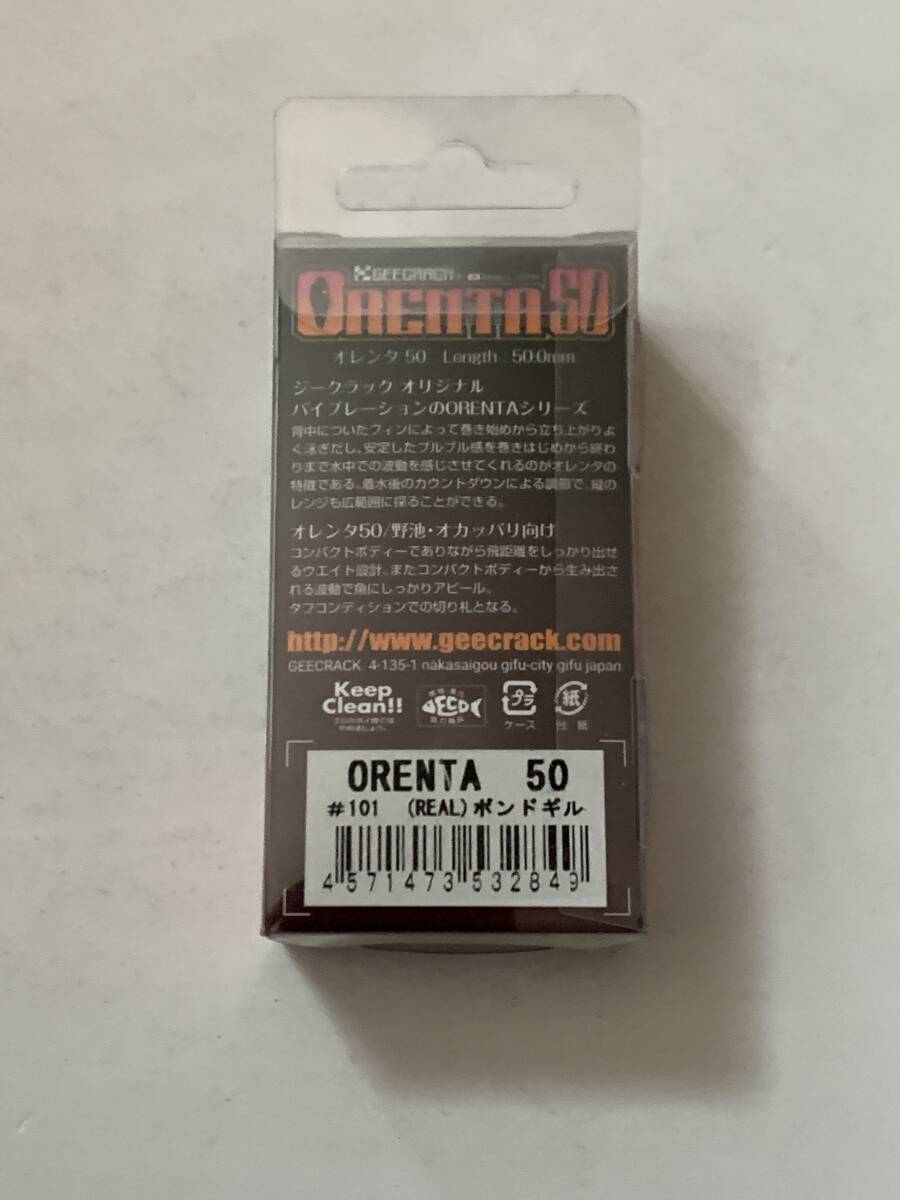 GEECRACK
ORENTA 50
オレンタ 50 Length 50.0mm
ジークラック オリジナル
バイブレーションのORENTAシリーズ
背中についたフィンによって巻き始めから立ち上がりよ
く泳ぎだし、安定したブルブル感を巻きはじめから終わ
りまで水中での波動を感じさせてくれるのがオレンタの
特徴である。着水後のカウントダウンによる調節で、縦の
レンジも広範囲に探ることができる。
オレンタ50/野池・オカッパリ向け
コンパクトボディーでありながら飛距離をしっかり出せ
るウエイト設計。またコンパクトボディーから生み出さ
れる波動で魚にしっかりアピール。
タフコンディションでの切り札となる。
http://www.geecrack.com
GEECRACK 4-135-1 nakasaigou gifu-city gifu japan
Keep
Clean!!
ECO
プラ
紙
ケース
台 紙
ORENTA 50
#101 (REAL)ポンドギル
4 571473 532849